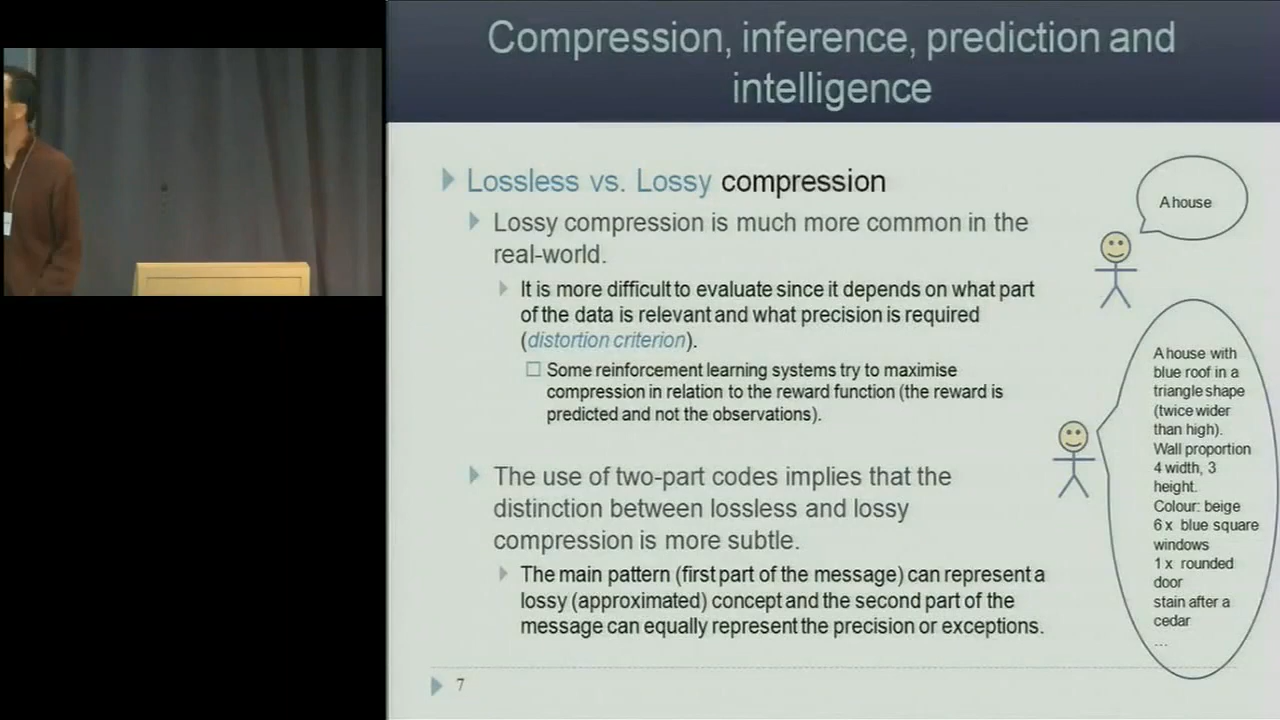 Compression, inference, prediction and
intelligence
Lossless vs. Lossy compression
Lossy compression is much more common in the
real-world.
It is more difficult to evaluate since it depends on what part
of the data is relevant and what precision is required
(distortion criterion).
Some reinforcement learning systems try to maximise
compression in relation to the reward function (the reward is
predicted and not the observations).
The use of two-part codes implies that the
distinction between lossless and lossy
compression is more subtle.
The main pattern (first part of the message) can represent a
lossy (approximated) concept and the second part of the
message can equally represent the precision or exceptions.
A house
A house with
blue roof in a
triangle shape
(twice wider
than high).
Wall proportion
4 width, 3
height.
Colour: beige
6 x blue square
windows
1 x rounded
door
stain after a
cedar
...
7